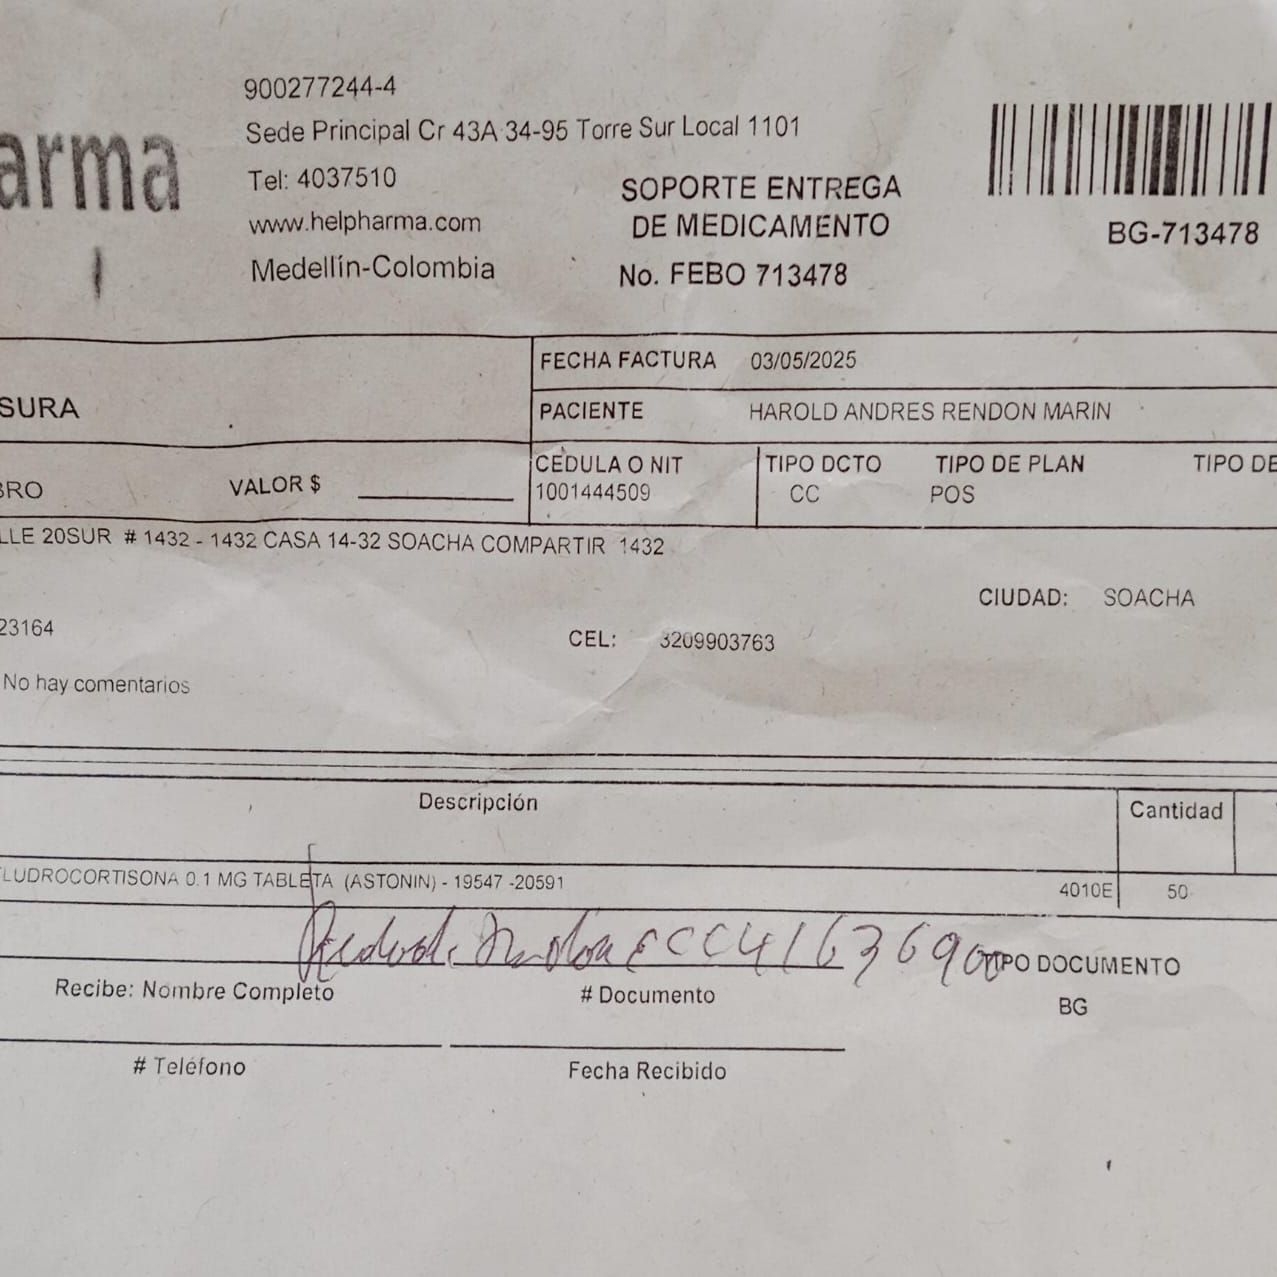 arma
900277244-4
Sede Principal Cr 43A 34-95 Torre Sur Local 1101
Tel: 4037510
www.helpharma.com
Medellín-Colombia
SOPORTE ENTREGA
DE MEDICAMENTO
No. FEBO 713478
BG-713478
SURA
FECHA FACTURA 03/05/2025
PACIENTE HAROLD ANDRES RENDON MARIN
BRO VALOR $
CEDULA O NIT TIPO DCTO TIPO DE PLAN TIPO DE
1001444509 CC POS
LLE 20SUR # 1432 - 1432 CASA 14-32 SOACHA COMPARTIR 1432
CIUDAD: SOACHA
23164 CEL: 3209903763
No hay comentarios
Descripción Cantidad
LUDROCORTISONA 0.1 MG TABLETA (ASTONIN) - 19547 -20591 4010E 50
CC 41636900
TIPO DOCUMENTO
Recibe: Nombre Completo # Documento BG
# Teléfono Fecha Recibido